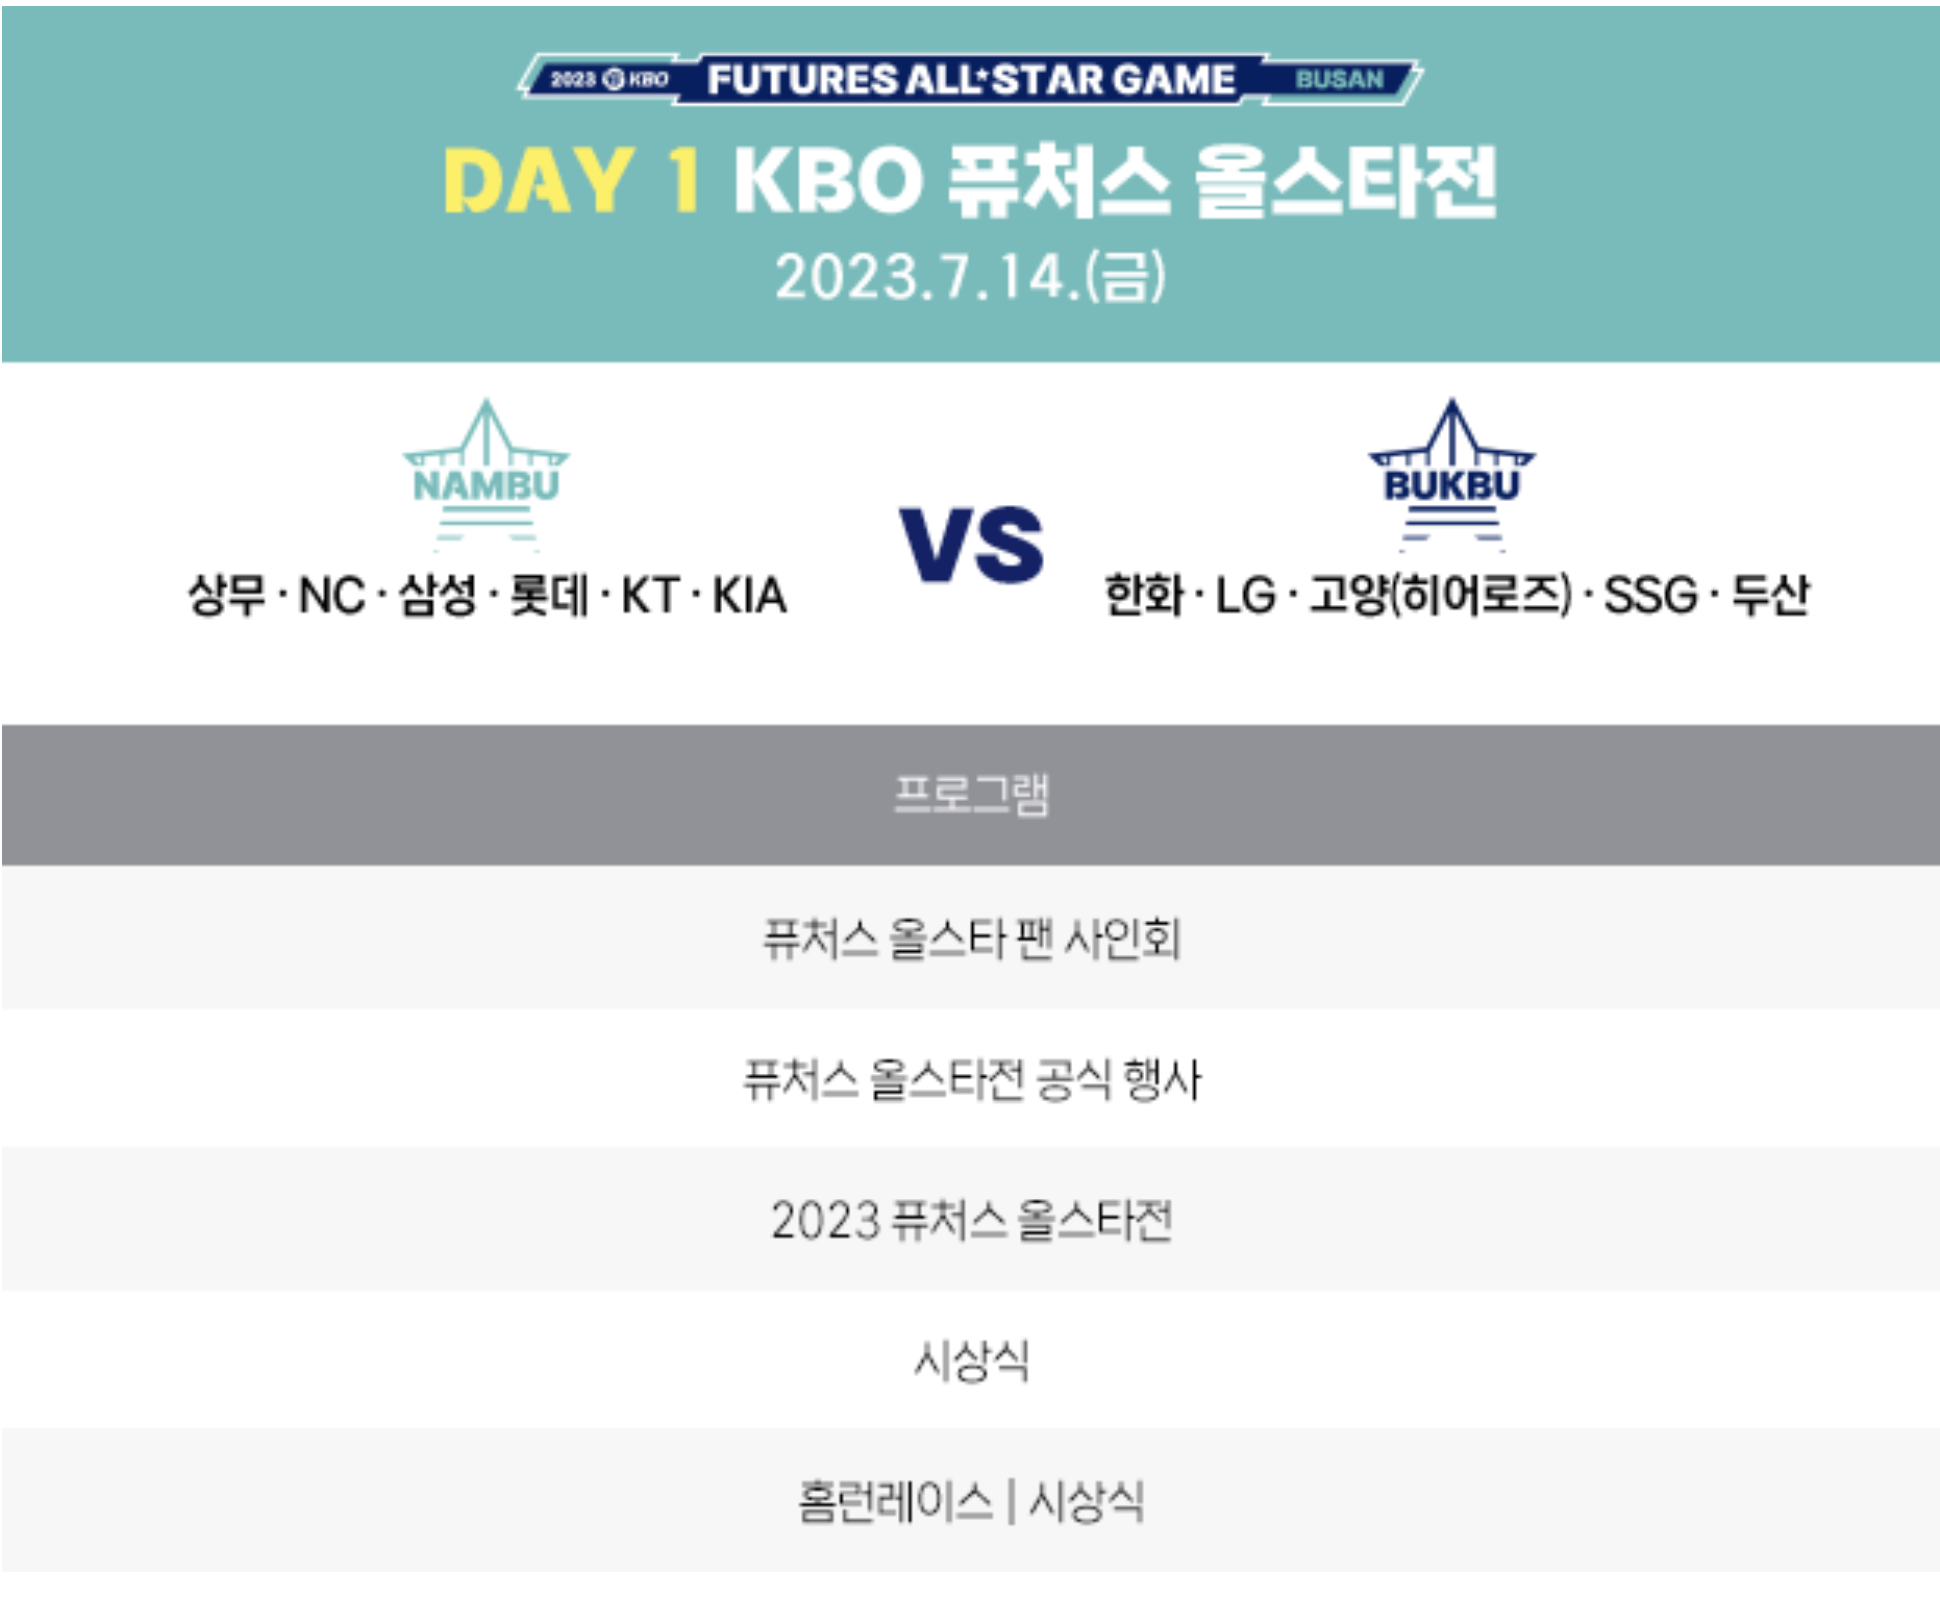 2023 KBO FUTURES ALL★STAR GAME BUSAN
DAY 1 KBO 퓨처스 올스타전
2023.7.14.(금)
NAMBU
상무 · NC · 삼성 · 롯데 · KT · KIA
VS
BUKBU
한화 · LG · 고양(히어로즈) · SSG · 두산
프로그램
퓨처스 올스타 팬 사인회
퓨처스 올스타전 공식 행사
2023 퓨처스 올스타전
시상식
홈런레이스 | 시상식